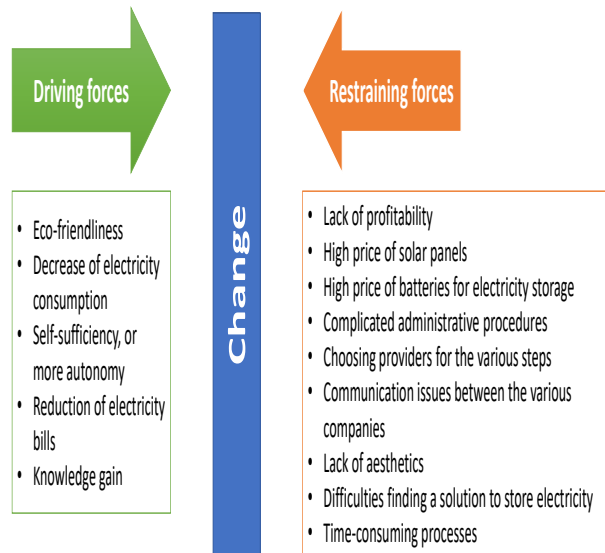 Driving forces
Change
Restraining forces
• Eco-friendliness
• Decrease of electricity
consumption
• Self-sufficiency, or
more autonomy
• Reduction of electricity
bills
• Knowledge gain
• Lack of profitability
• High price of solar panels
• High price of batteries for electricity storage
• Complicated administrative procedures
• Choosing providers for the various steps
• Communication issues between the various
companies
• Lack of aesthetics
• Difficulties finding a solution to store electricity
• Time-consuming processes